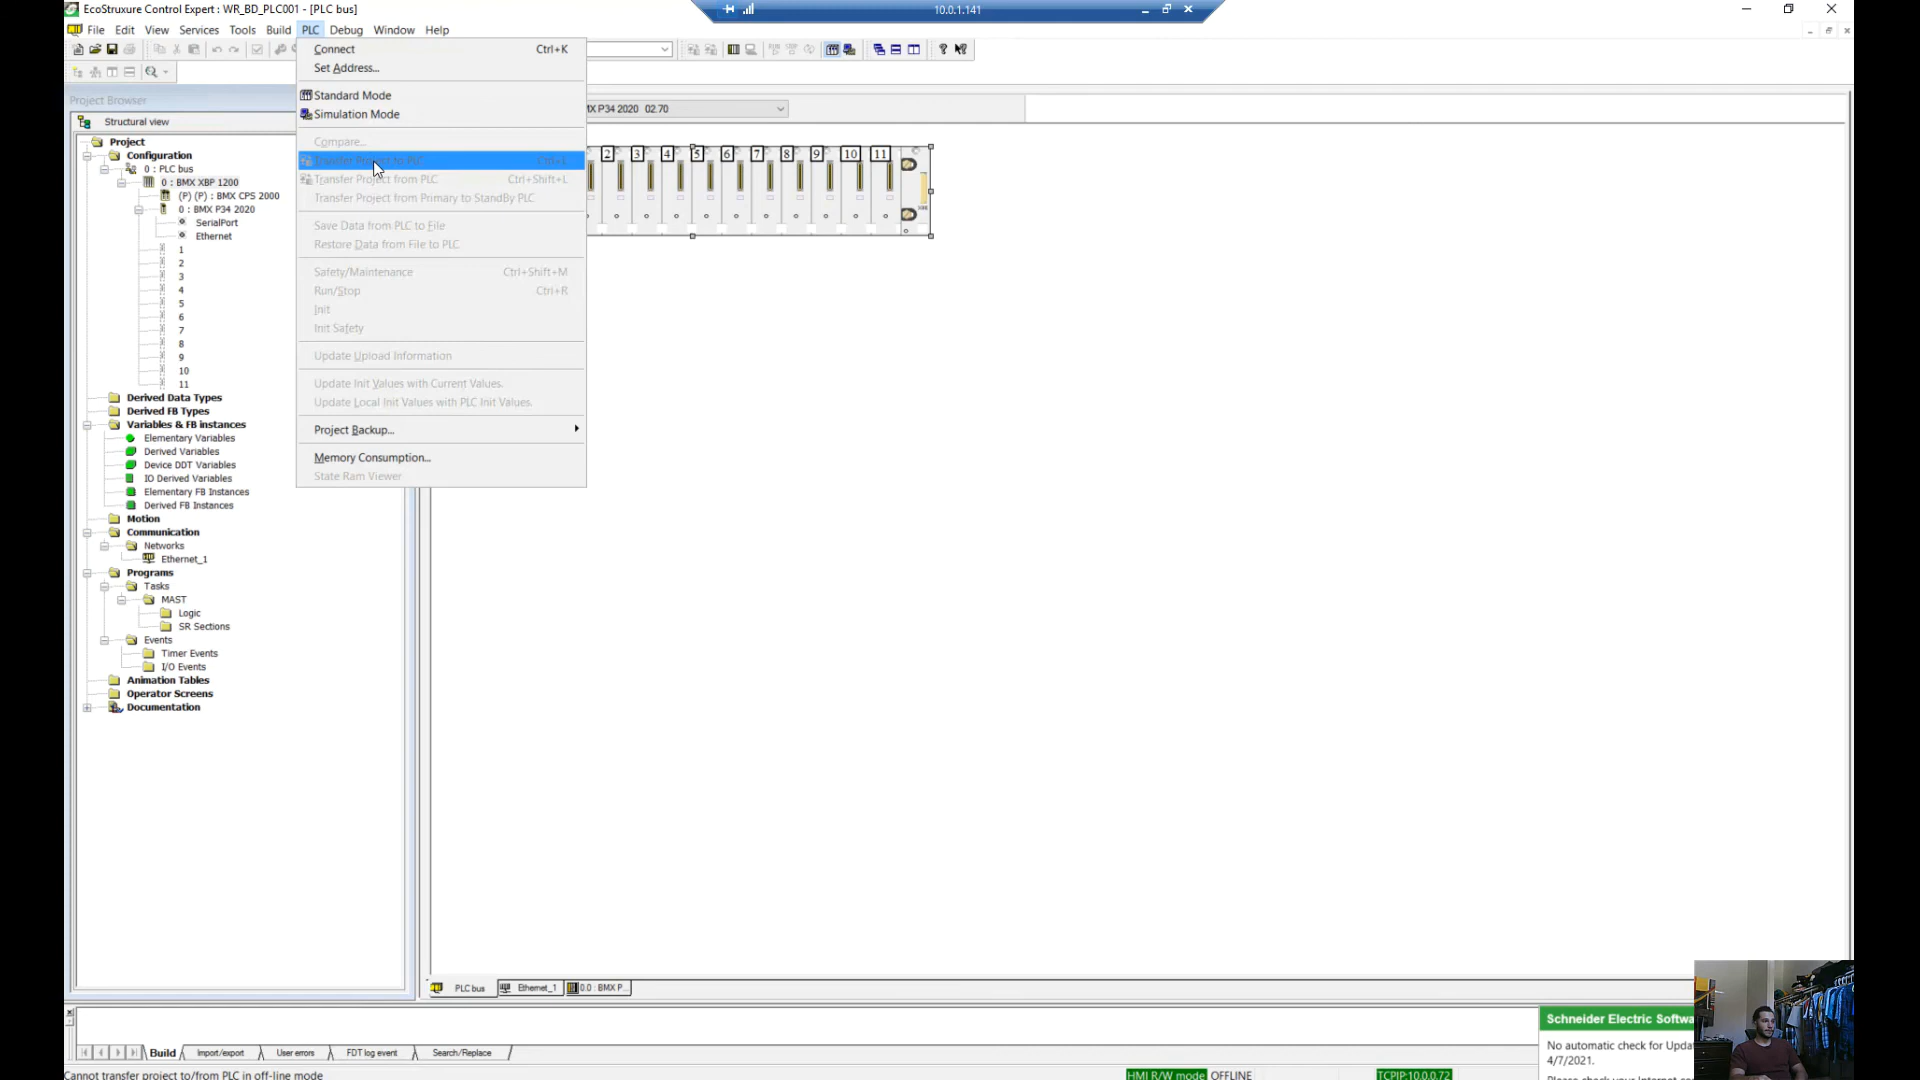 EcoStruxure Control Expert : WR_BD_PLC001 - [PLC bus]
10.0.1.141
File Edit View Services Tools Build PLC Debug Window Help
Connect Ctrl+K
Set Address...
Standard Mode
Simulation Mode
Compare...
Transfer Project to PLC Ctrl+L
Transfer Project from PLC Ctrl+Shift+L
Transfer Project from Primary to StandBy PLC
Save Data from PLC to File
Restore Data from File to PLC
Safety/Maintenance Ctrl+Shift+M
Run/Stop Ctrl+R
Init
Init Safety
Update Upload Information
Update Init Values with Current Values.
Update Local Init Values with PLC Init Values.
Project Backup...
Memory Consumption...
State Ram Viewer
Project Browser
Structural view
Project
Configuration
0 : PLC bus
0 : BMX XBP 1200
(P) (P) : BMX CPS 2000
0 : BMX P34 2020
SerialPort
Ethernet
1
2
3
4
5
6
7
8
9
10
11
Derived Data Types
Derived FB Types
Variables & FB instances
Elementary Variables
Derived Variables
Device DDT Variables
IO Derived Variables
Elementary FB Instances
Derived FB Instances
Motion
Communication
Networks
Ethernet_1
Programs
Tasks
MAST
Logic
SR Sections
Events
Timer Events
I/O Events
Animation Tables
Operator Screens
Documentation
MX P34 2020 02.70
2 3 4 5 6 7 8 9 10 11
PLC bus Ethernet_1 0.0 : BMX P...
Build Import/export User errors FDT log event Search/Replace
Schneider Electric Softwa
No automatic check for Upda
4/7/2021.
Cannot transfer project to/from PLC in off-line mode
HMI R/W mode OFFLINE TCPIP:10.0.0.72